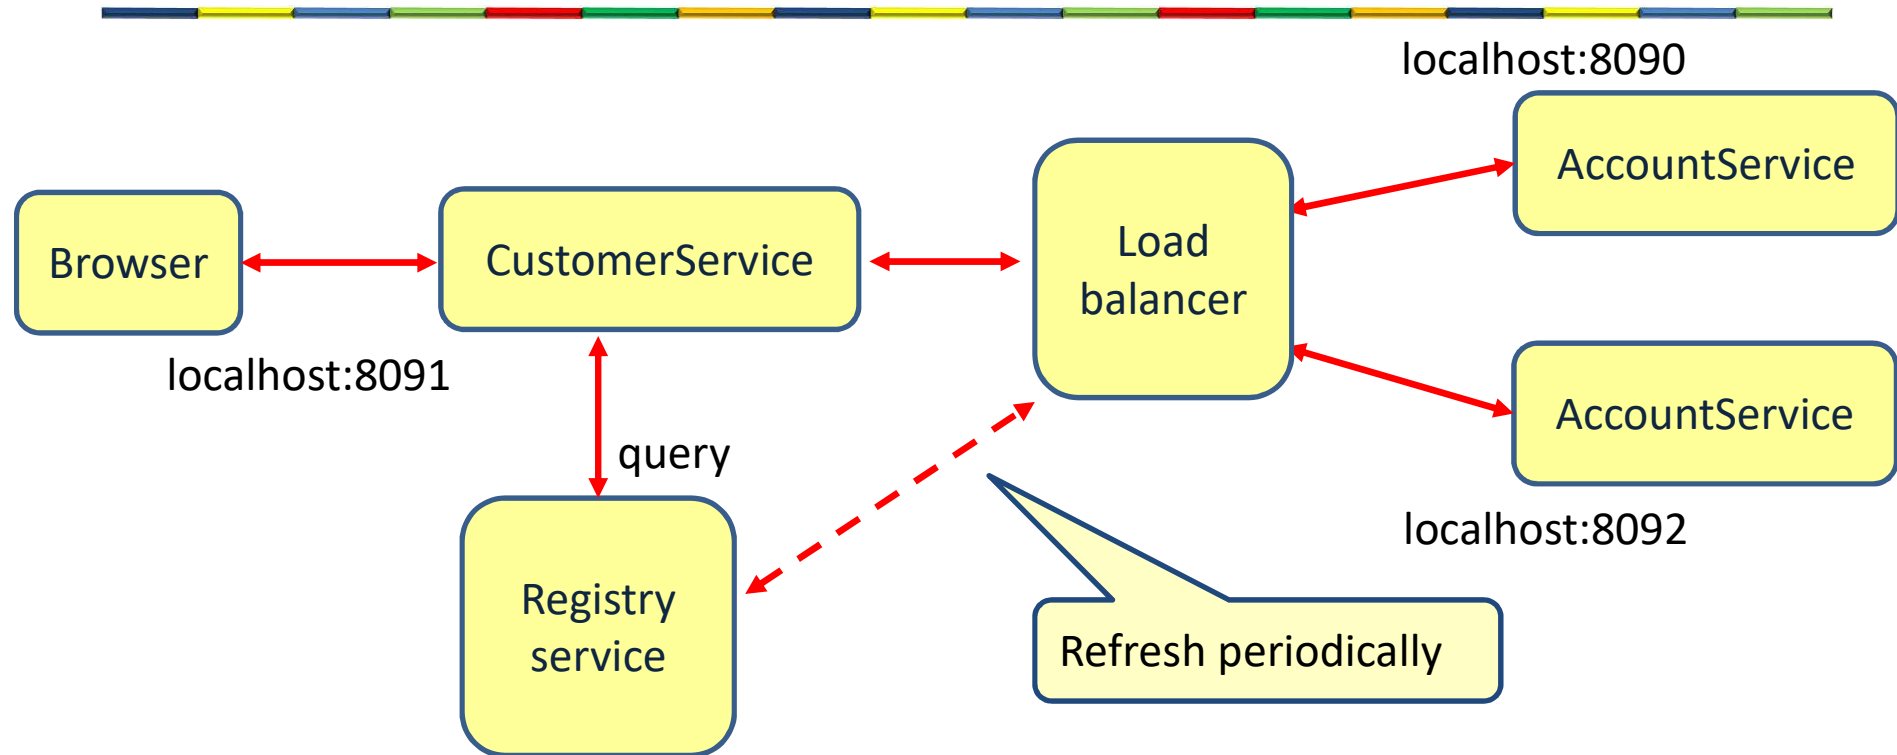 localhost:8090
AccountService
Browser
CustomerService
Load
balancer
localhost:8091
AccountService
query
localhost:8092
Registry
service
Refresh periodically